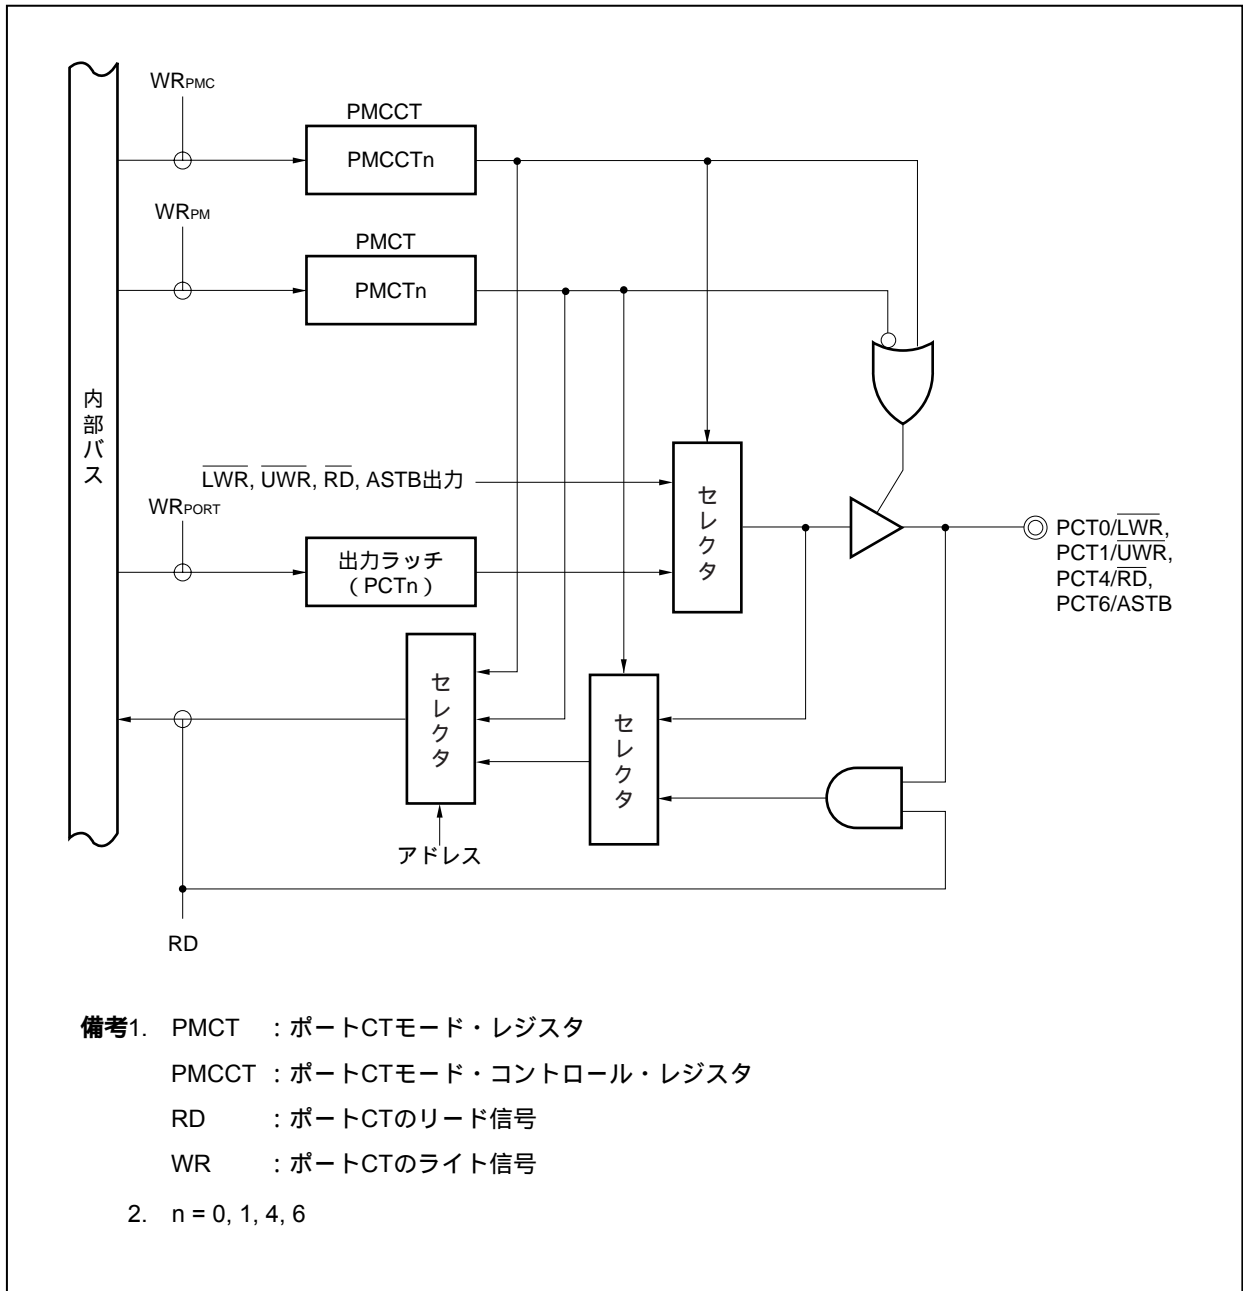 WRPMC
PMCCT
PMCCTn
WRPM
PMCT
PMCTn
内部バス
LWR, UWR, RD, ASTB出力
WRPORT
出力ラッチ
(PCTn)
セレクタ
PCT0/LWR,
PCT1/UWR,
PCT4/RD,
PCT6/ASTB
セレクタ
セレクタ
アドレス
RD
備考1. PMCT :ポートCTモード・レジスタ
PMCCT :ポートCTモード・コントロール・レジスタ
RD :ポートCTのリード信号
WR :ポートCTのライト信号
2. n = 0, 1, 4, 6